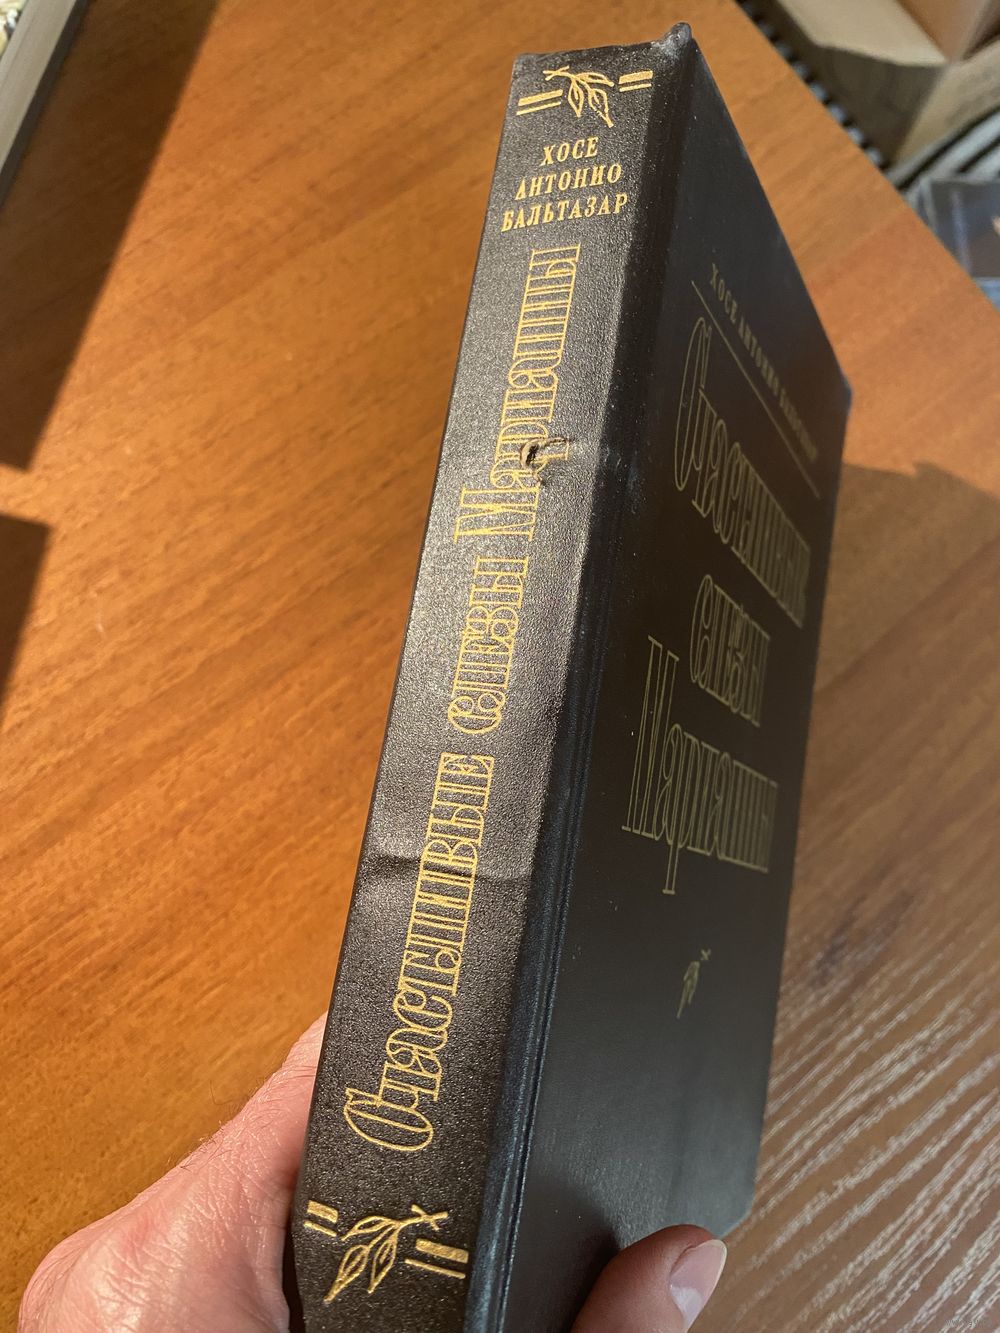 ХОСЕ
АНТОНИО
БАЛЬТАЗАР
Счастливые слезы Марианны
ХОСЕ АНТОНИО БАЛЬТАЗАР
Счастливые
слезы
Марианны